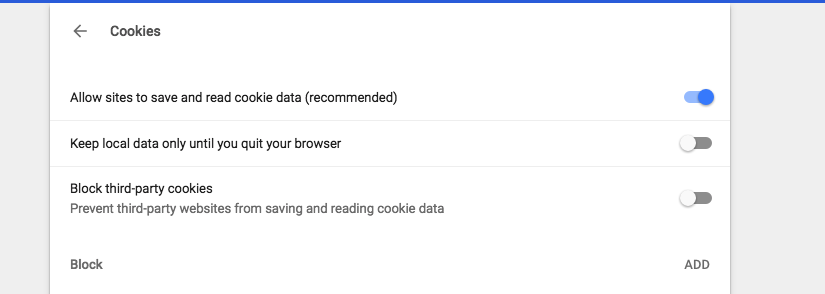 Cookies
Allow sites to save and read cookie data (recommended)
Keep local data only until you quit your browser
Block third-party cookies
Prevent third-party websites from saving and reading cookie data
Block ADD